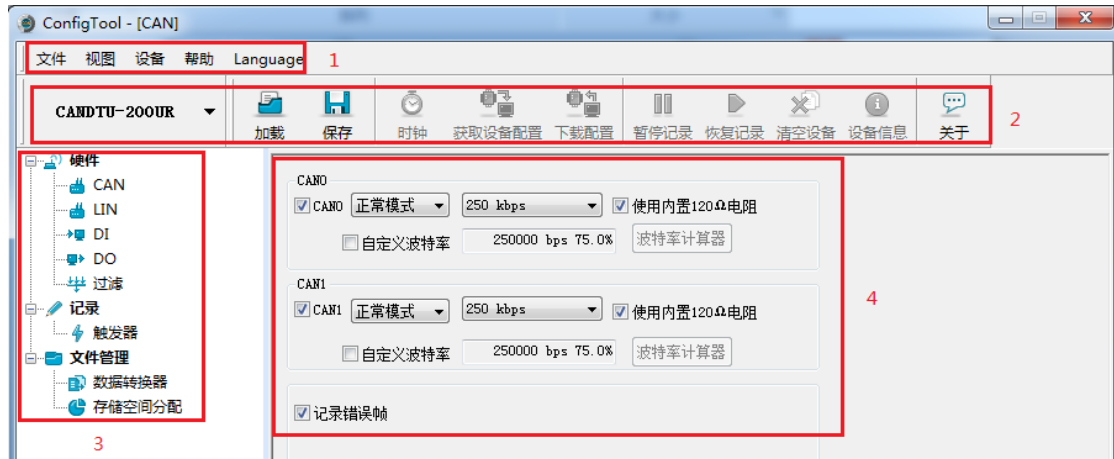 ConfigTool - [CAN]
文件 视图 设备 帮助 Language 1
CANDTU-200UR 加载 保存 时钟 获取设备配置 下载配置 暂停记录 恢复记录 清空设备 设备信息 关于 2
硬件
CAN
LIN
DI
DO
过滤
记录
触发器
文件管理
数据转换器
存储空间分配
3
CAN0
CAN0 正常模式 250 kbps 使用内置120Ω电阻
自定义波特率 250000 bps 75.0% 波特率计算器
CAN1
CAN1 正常模式 250 kbps 使用内置120Ω电阻
自定义波特率 250000 bps 75.0% 波特率计算器
记录错误帧
4